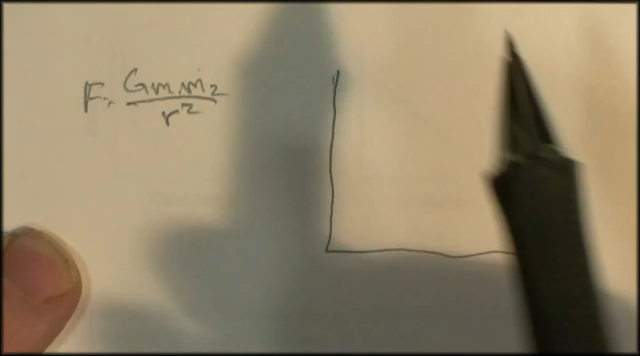 F = Gm₁m₂/r²